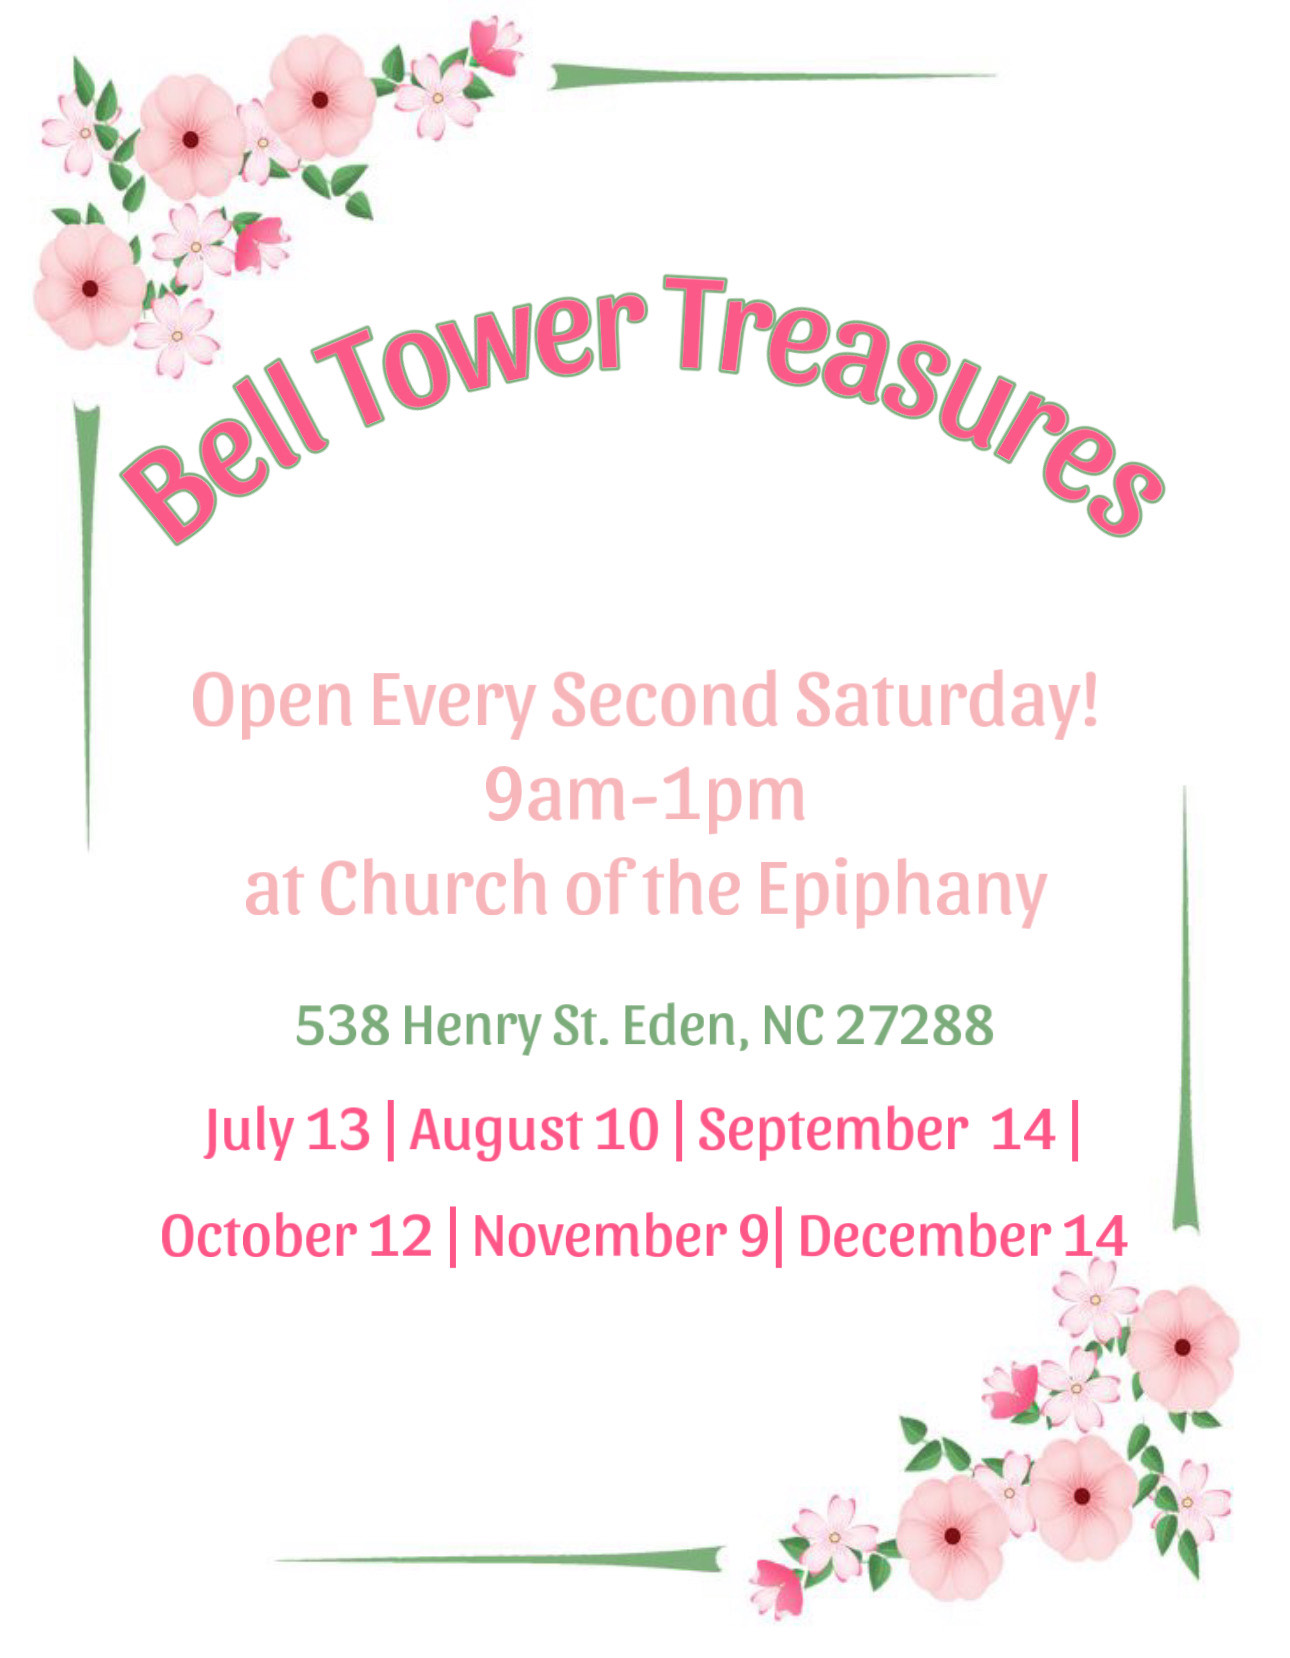 Bell Tower Treasures
Open Every Second Saturday!
9am-1pm
at Church of the Epiphany
538 Henry St. Eden, NC 27288
July 13 | August 10 | September  14 |
October 12 | November 9| December 14